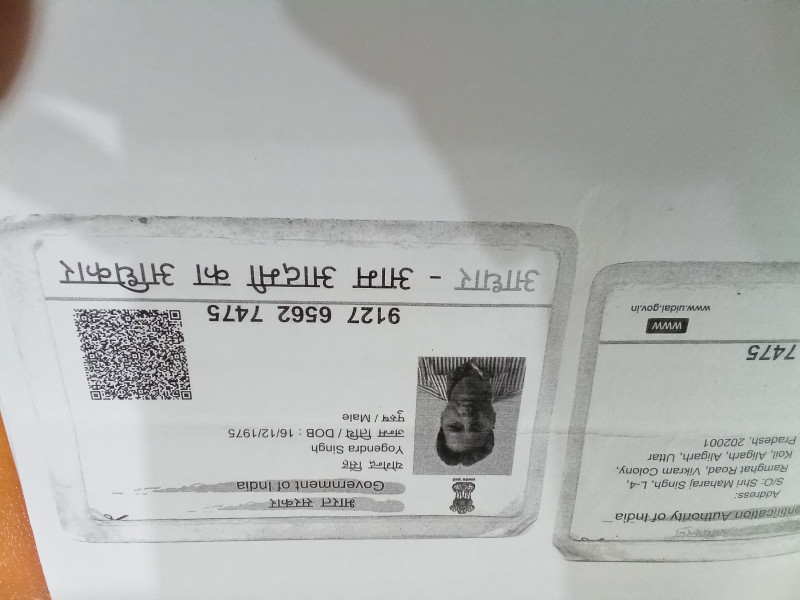 भारत सरकार
Government of India
योगेन्द्र सिंह
Yogendra Singh
जन्म तिथि / DOB : 16/12/1975
पुरुष / Male
9127 6562 7475
आधार - आम आदमी का अधिकार
entification Authority of India
Address:
S/O: Shri Maharaj Singh, L-4,
Ramghat Road, Vikram Colony,
Koil, Aligarh, Aligarh, Uttar
Pradesh, 202001
7475
www
www.uidai.gov.in